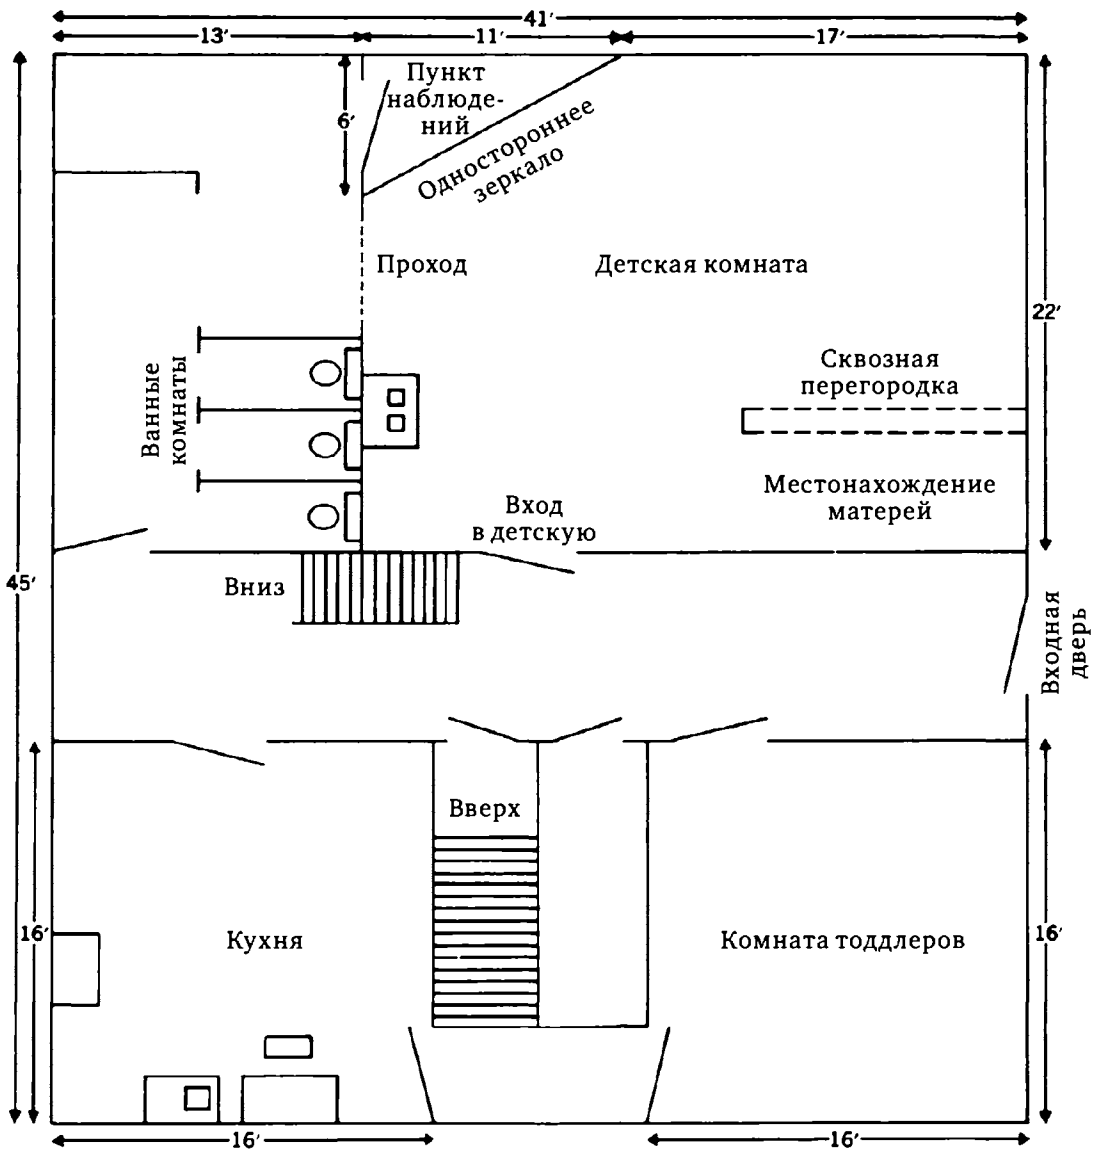 41′
13′
11′
17′
Пункт
наблюде-
ний
6′
Одностороннее
зеркало
Проход
Детская комната
22′
Сквозная
перегородка
Ванные
комнаты
Местонахождение
матерей
Вход
в детскую
45′
Вниз
Входная
дверь
Вверх
16′
Кухня
Комната тоддлеров
16′
16′
16′